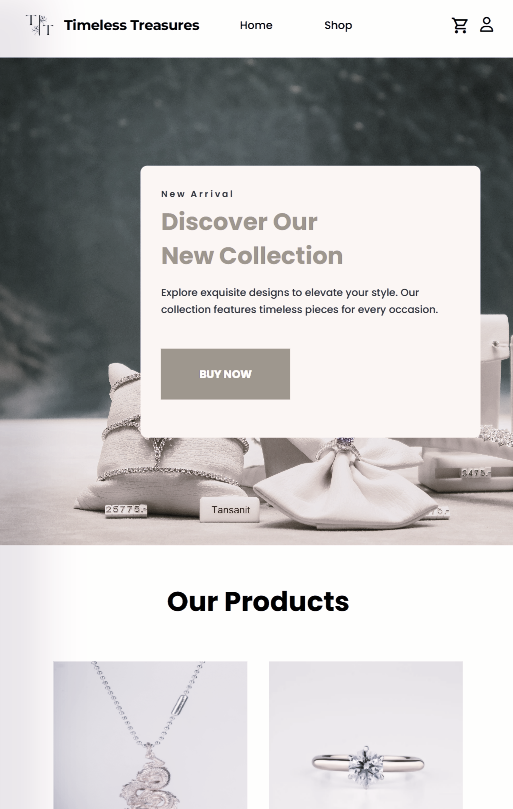 TT
Timeless Treasures
Home
Shop
New Arrival
Discover Our
New Collection
Explore exquisite designs to elevate your style. Our
collection features timeless pieces for every occasion.
BUY NOW
3475.-
25775.-
Tansanit
Our Products